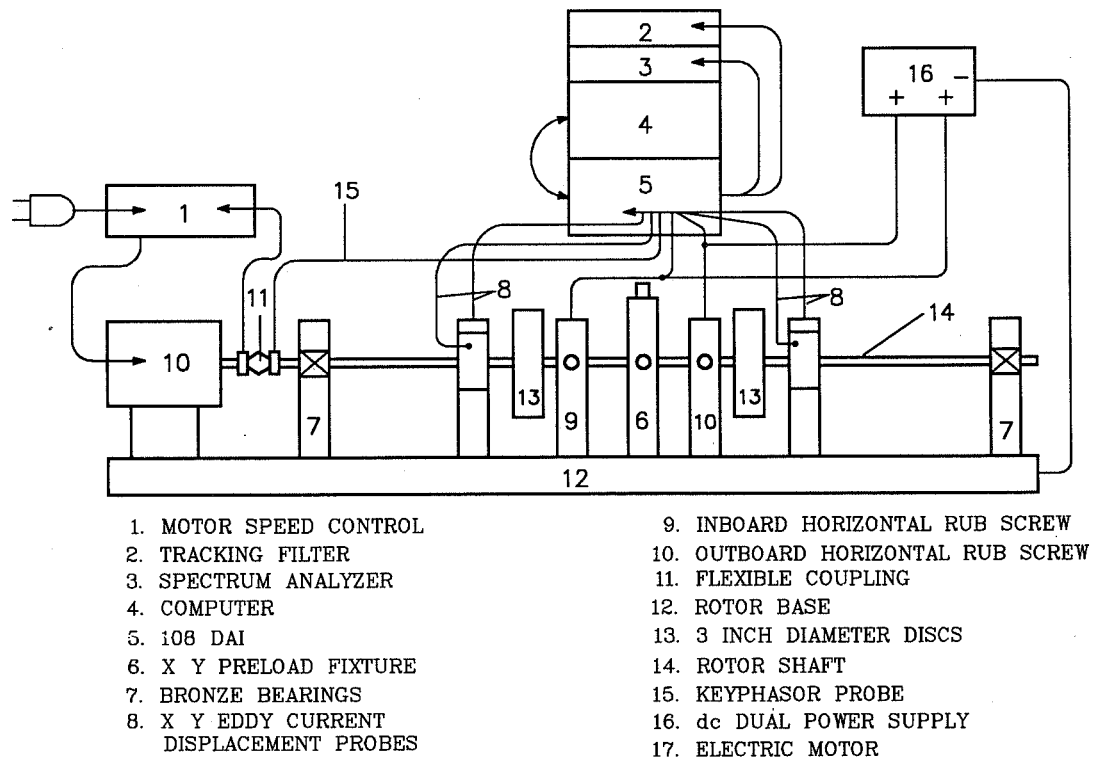 2
3
4
5
16
+ + −
1
15
8
8
11
14
10
7
13
9
6
10
13
7
12
1. MOTOR SPEED CONTROL
2. TRACKING FILTER
3. SPECTRUM ANALYZER
4. COMPUTER
5. 108 DAI
6. X Y PRELOAD FIXTURE
7. BRONZE BEARINGS
8. X Y EDDY CURRENT
DISPLACEMENT PROBES
9. INBOARD HORIZONTAL RUB SCREW
10. OUTBOARD HORIZONTAL RUB SCREW
11. FLEXIBLE COUPLING
12. ROTOR BASE
13. 3 INCH DIAMETER DISCS
14. ROTOR SHAFT
15. KEYPHASOR PROBE
16. dc DUAL POWER SUPPLY
17. ELECTRIC MOTOR